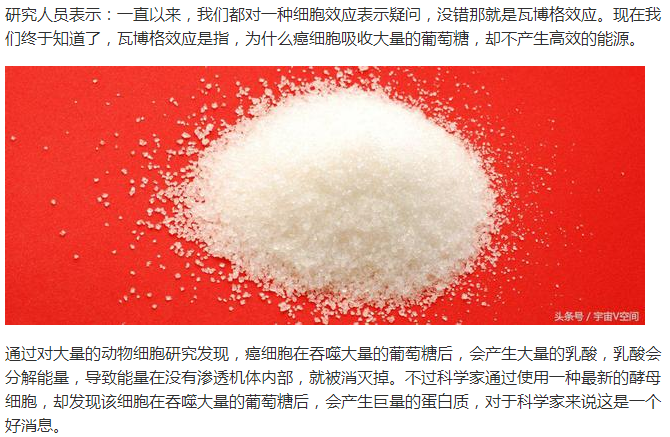 研究人员表示：一直以来，我们都对一种细胞效应表示疑问，没错那就是瓦博格效应。现在我
们终于知道了，瓦博格效应是指，为什么癌细胞吸收大量的葡萄糖，却不产生高效的能源。
头条号／宇宙V空间
通过对大量的动物细胞研究发现，癌细胞在吞噬大量的葡萄糖后，会产生大量的乳酸，乳酸会
分解能量，导致能量在没有渗透机体内部，就被消灭掉。不过科学家通过使用一种最新的酵母
细胞，却发现该细胞在吞噬大量的葡萄糖后，会产生巨量的蛋白质，对于科学家来说这是一个
好消息。